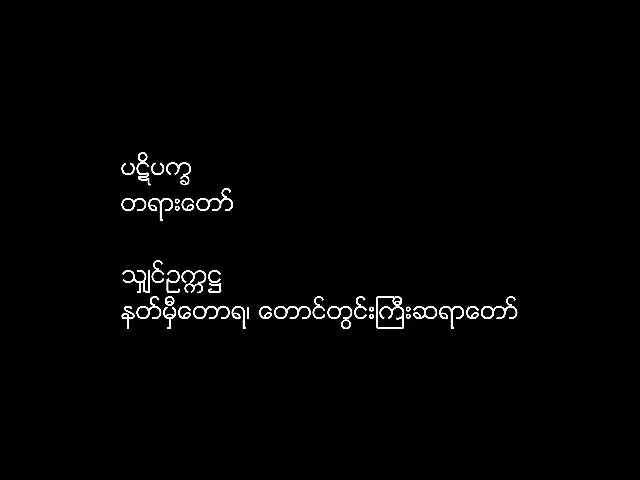 ပဋိပက္ခ
တရားတော်
သျှင်ဥက္ကဋ္ဌ
နတ်မှီတောရ၊ တောင်တွင်းကြီးဆရာတော်